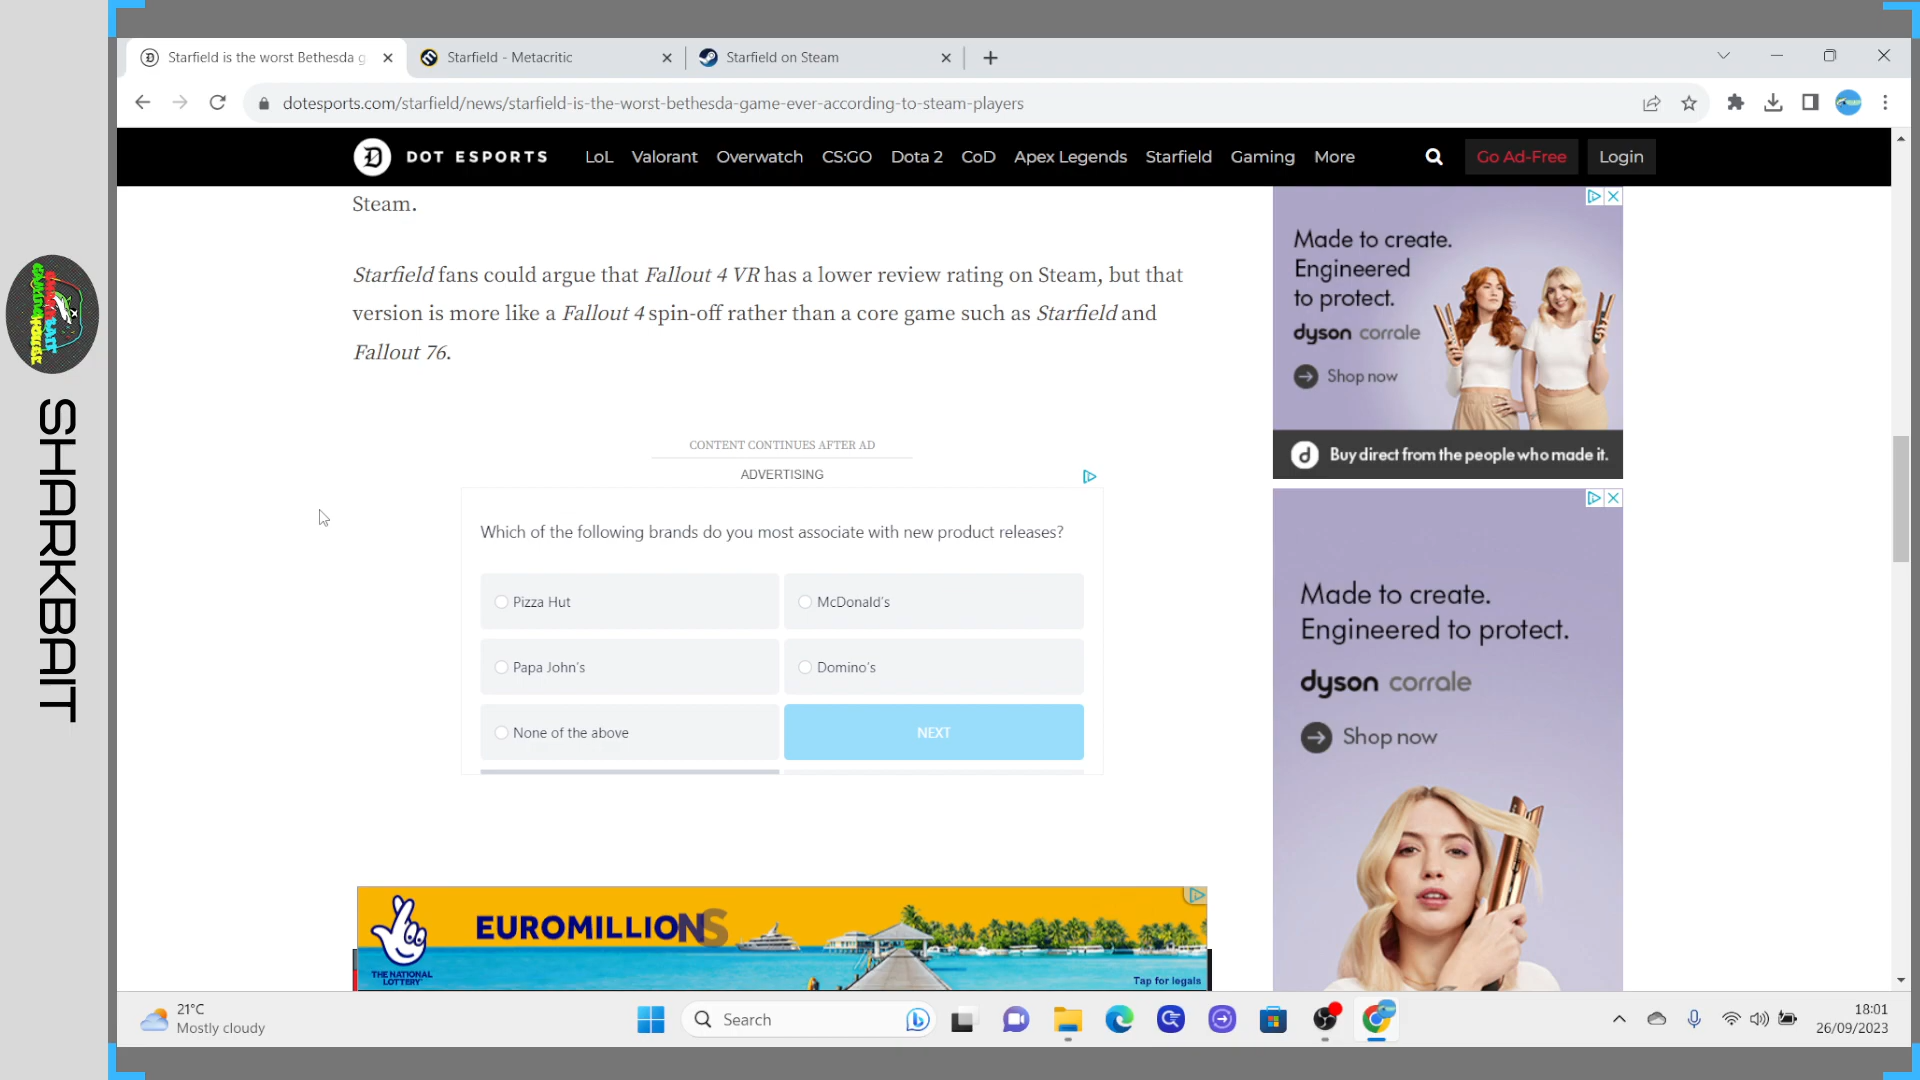 SHARKBAIT
Starfield is the worst Bethesda g
Starfield - Metacritic
Starfield on Steam
dotesports.com/starfield/news/starfield-is-the-worst-bethesda-game-ever-according-to-steam-players
DOT ESPORTS
LoL
Valorant
Overwatch
CS:GO
Dota 2
CoD
Apex Legends
Starfield
Gaming
More
Go Ad-Free
Login
Steam.
Starfield fans could argue that Fallout 4 VR has a lower review rating on Steam, but that
version is more like a Fallout 4 spin-off rather than a core game such as Starfield and
Fallout 76.
CONTENT CONTINUES AFTER AD
ADVERTISING
Which of the following brands do you most associate with new product releases?
Pizza Hut
McDonald's
Papa John's
Domino's
None of the above
NEXT
EUROMILLIONS
THE NATIONAL
LOTTERY
Tap for legals
Made to create.
Engineered
to protect.
dyson corrale
Shop now
Buy direct from the people who made it.
Made to create.
Engineered to protect.
dyson corrale
Shop now
21°C
Mostly cloudy
Search
18:01
26/09/2023